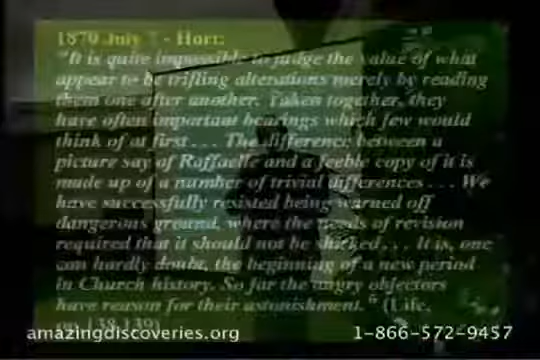 1870 July 7 - Hort:
"It is quite impossible to judge the value of what
appear to be trifling alterations merely by reading
them one after another. Taken together, they
have often important bearings which few would
think of at first . . . The difference between a
picture say of Raffaelle and a feeble copy of it is
made up of a number of trivial differences . . . We
have successfully resisted being warned off
dangerous ground, where the needs of revision
required that it should not be shirked . . . It is, one
can hardly doubt, the beginning of a new period
in Church history. So far the angry objectors
have reason for their astonishment. 6 (Life,
138,139)
amazingdiscoveries.org 1-866-572-9457